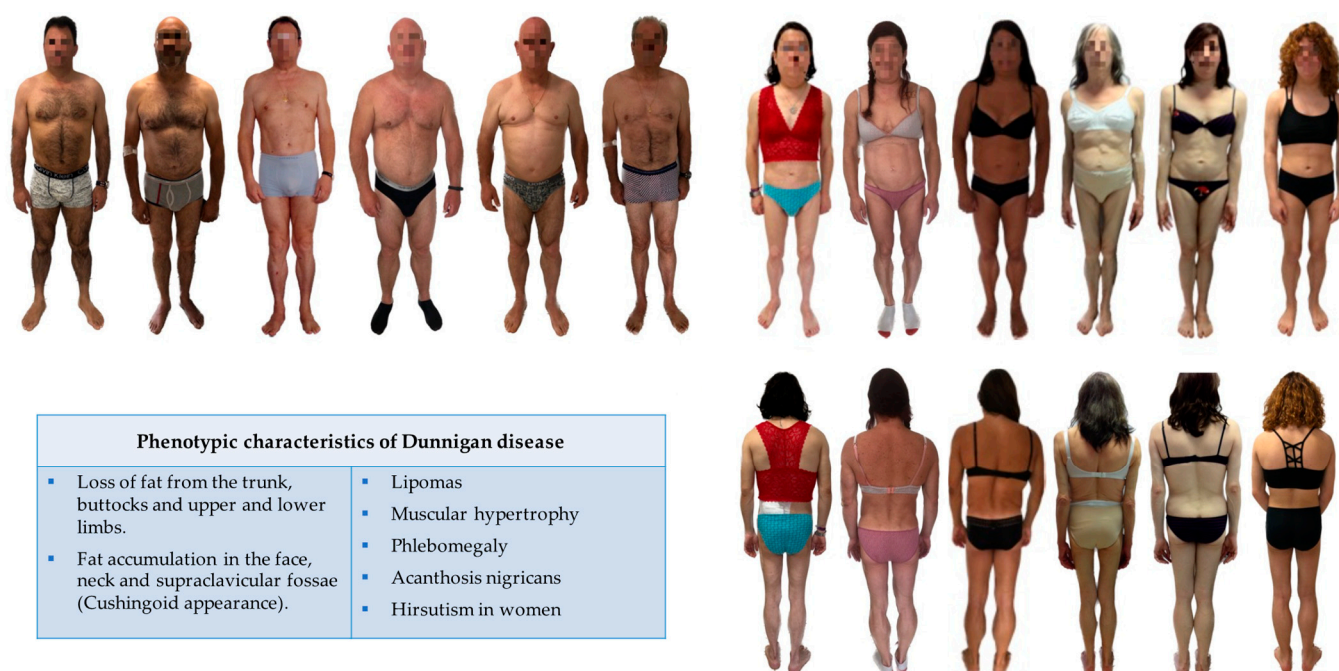 Phenotypic characteristics of Dunnigan disease
Loss of fat from the trunk,
buttocks and upper and lower
limbs.
Fat accumulation in the face,
neck and supraclavicular fossae
(Cushingoid appearance).
Lipomas
Muscular hypertrophy
Phlebomegaly
Acanthosis nigricans
Hirsutism in women